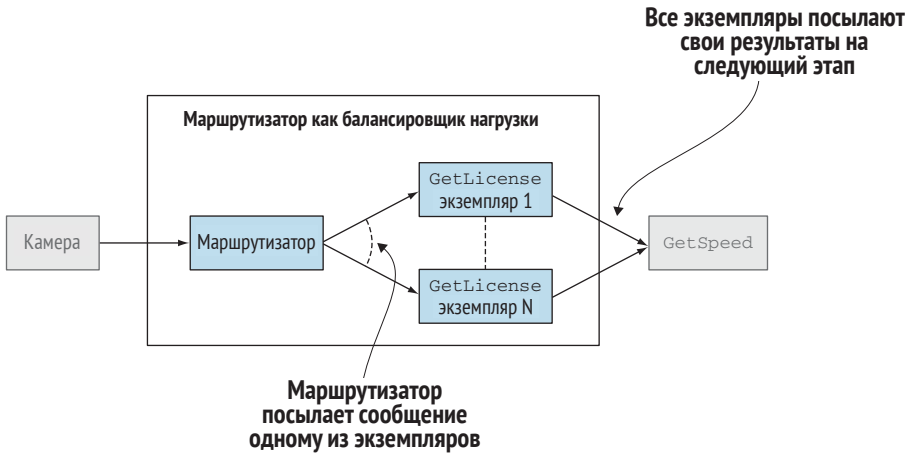 Все экземпляры посылают
свои результаты на
следующий этап
Маршрутизатор как балансировщик нагрузки
GetLicense
экземпляр 1
Камера
Маршрутизатор
GetSpeed
GetLicense
экземпляр N
Маршрутизатор
посылает сообщение
одному из экземпляров